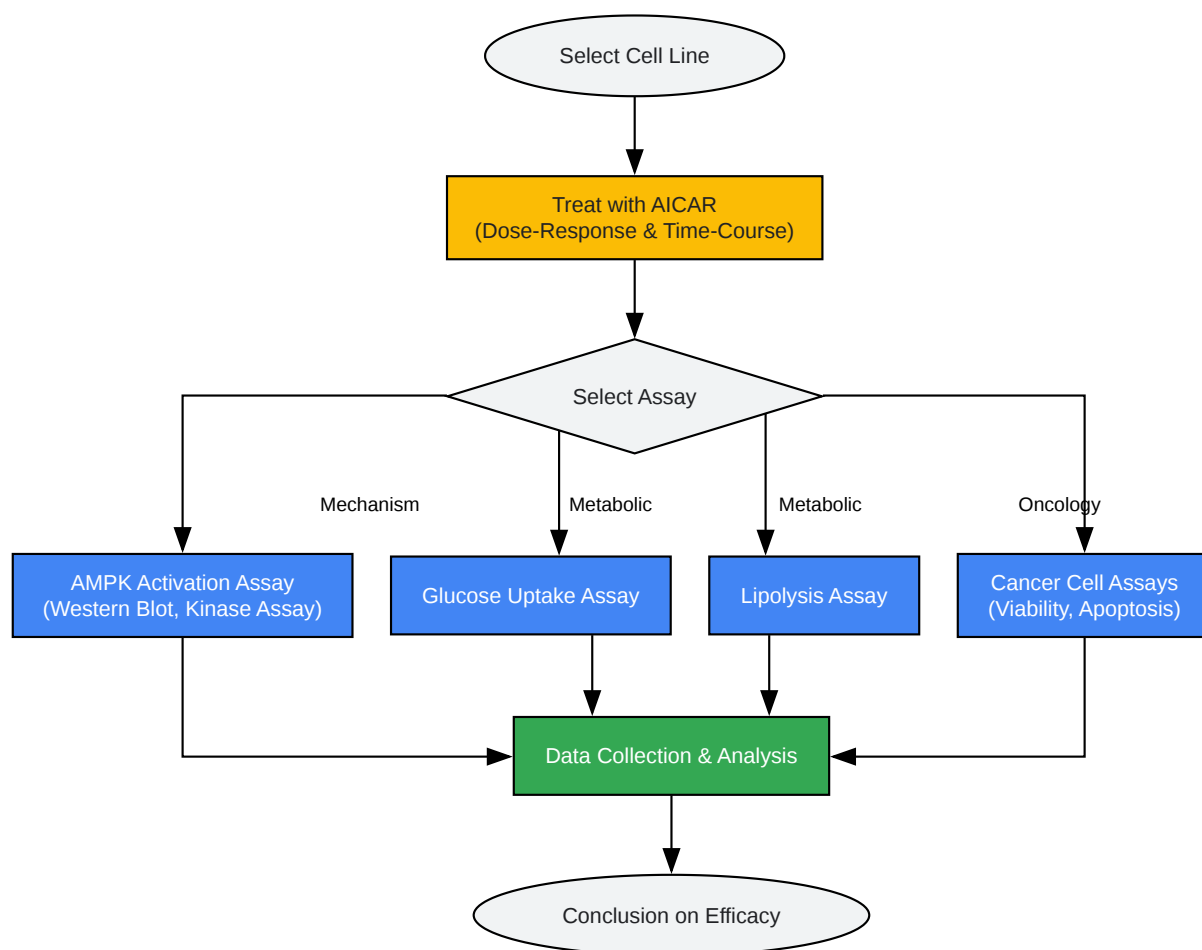 Select Cell Line
Treat with AICAR
(Dose-Response & Time-Course)
Select Assay
Mechanism
Metabolic
Metabolic
Oncology
AMPK Activation Assay
(Western Blot, Kinase Assay)
Glucose Uptake Assay
Lipolysis Assay
Cancer Cell Assays
(Viability, Apoptosis)
Data Collection & Analysis
Conclusion on Efficacy